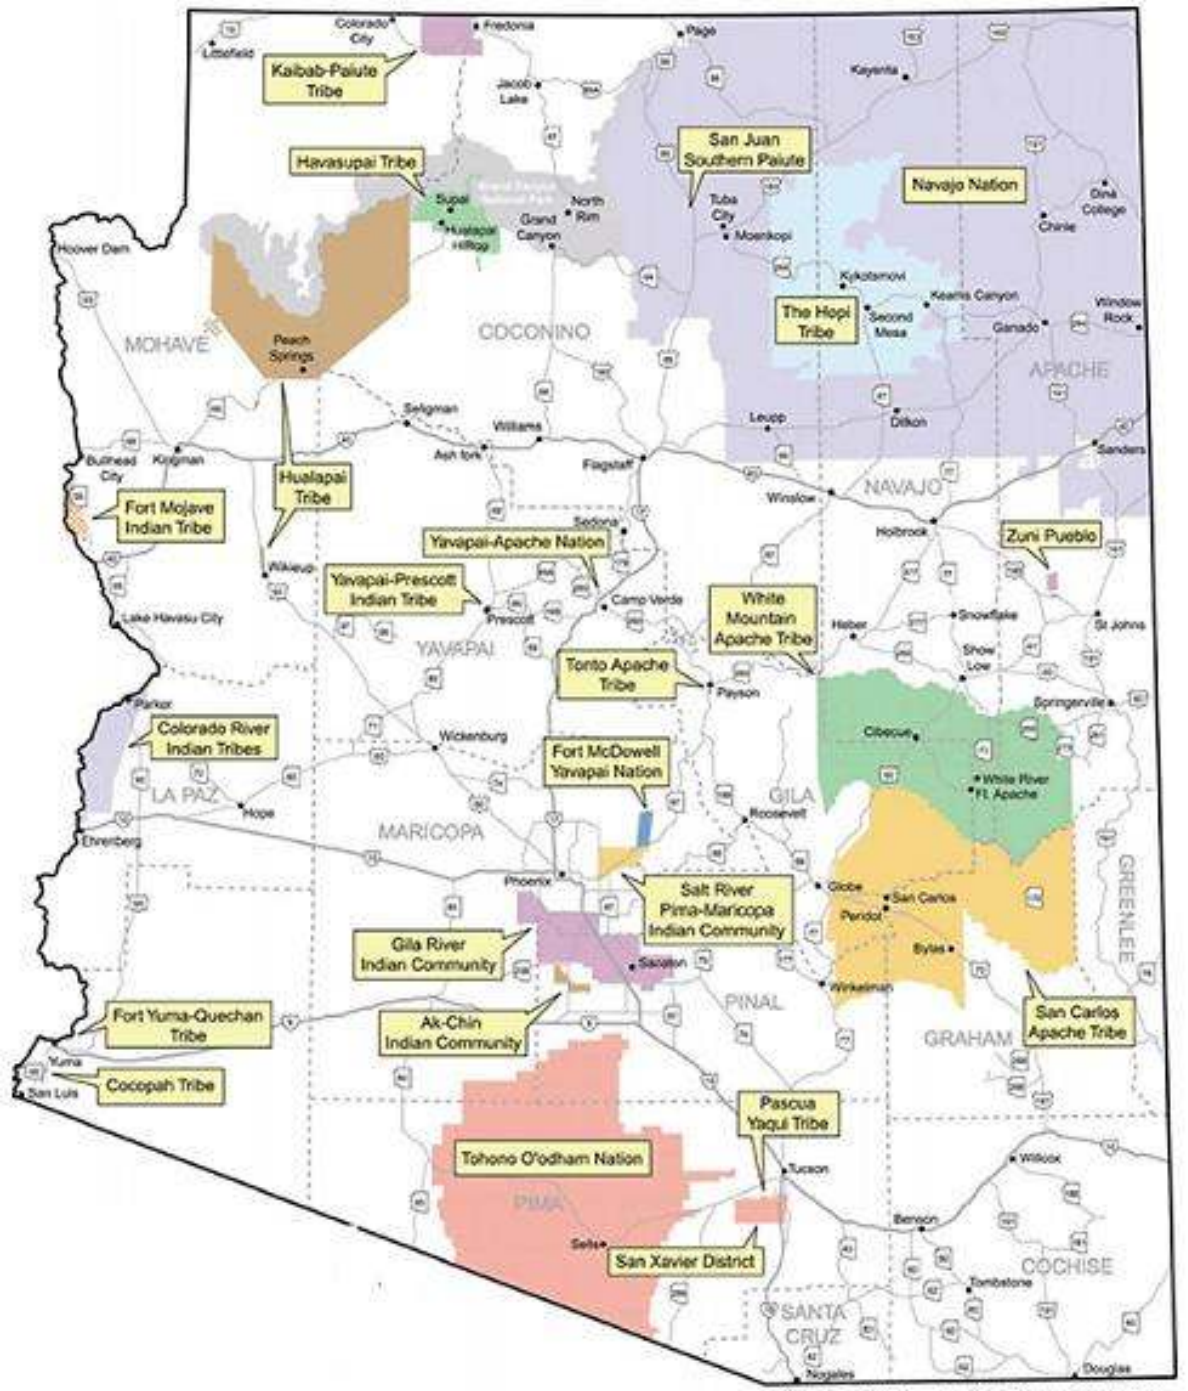 Colorado
City
Fredonia
Page
Littlefield
Kaibab-Paiute
Tribe
Jacob
Lake
89A
Kayenta
163
160
San Juan
Southern Paiute
Havasupai Tribe
Navajo Nation
Supai
Hualapai
Hilltop
North
Rim
Grand
Canyon
Tuba
City
Moenkopi
Dina
College
Chinle
Hoover Dam
Kykotsmovi
Keams Canyon
Second
Mesa
The Hopi
Tribe
Ganado
Window
Rock
MOHAVE
COCONINO
APACHE
Peach
Springs
Seligman
Williams
Ash fork
Flagstaff
Leupp
Dilkon
Sanders
Bullhead
City
Kingman
Hualapai
Tribe
Winslow
NAVAJO
Holbrook
Fort Mojave
Indian Tribe
Sedona
Yavapai-Apache Nation
Zuni Pueblo
Wikieup
Yavapai-Prescott
Indian Tribe
Prescott
Camp Verde
White
Mountain
Apache Tribe
Lake Havasu City
Heber
Snowflake
St Johns
YAVAPAI
Show
Low
Tonto Apache
Tribe
Payson
Springerville
Parker
Colorado River
Indian Tribes
Wickenburg
Cibecue
Fort McDowell
Yavapai Nation
White River
Ft. Apache
LA PAZ
Hope
GILA
Roosevelt
MARICOPA
Ehrenberg
Phoenix
Salt River
Pima-Maricopa
Indian Community
Globe
San Carlos
Peridot
GREENLEE
Gila River
Indian Community
Sacaton
Bylas
Winkelman
PINAL
San Carlos
Apache Tribe
Fort Yuma-Quechan
Tribe
Ak-Chin
Indian Community
GRAHAM
Yuma
Cocopah Tribe
San Luis
Pascua
Yaqui Tribe
Tohono O'odham Nation
Tucson
Willcox
PIMA
Benson
Sells
San Xavier District
COCHISE
Tombstone
SANTA
CRUZ
Nogales
Douglas